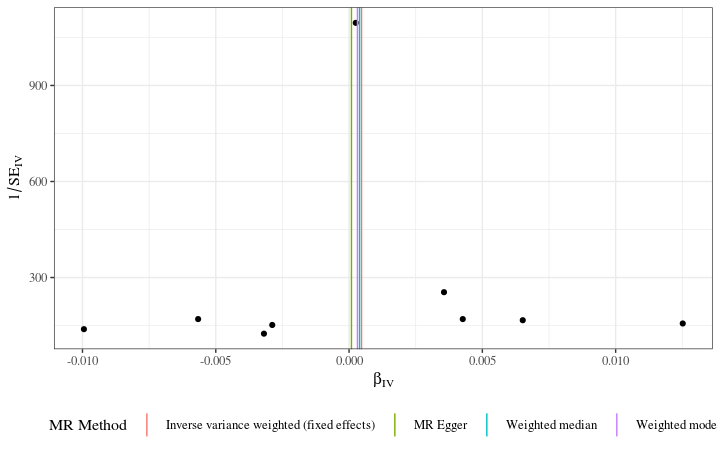 900
600
300
1/SE_IV
-0.010 -0.005 0.000 0.005 0.010
β_IV
MR Method Inverse variance weighted (fixed effects) MR Egger Weighted median Weighted mode